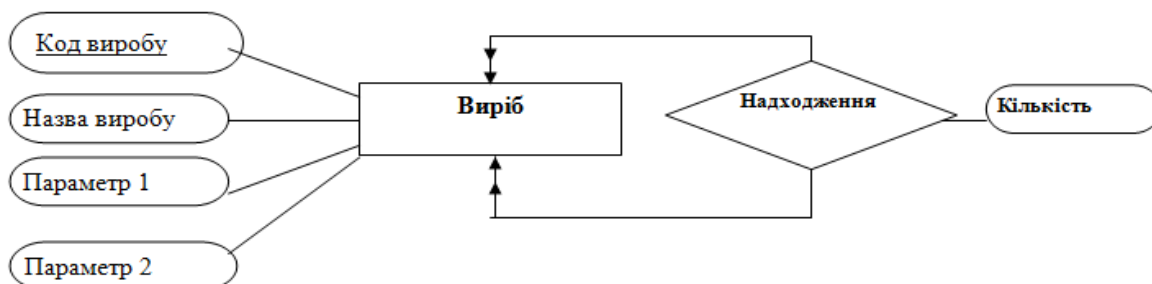 Код виробу
Назва виробу
Параметр 1
Параметр 2
Виріб
Надходження
Кількість